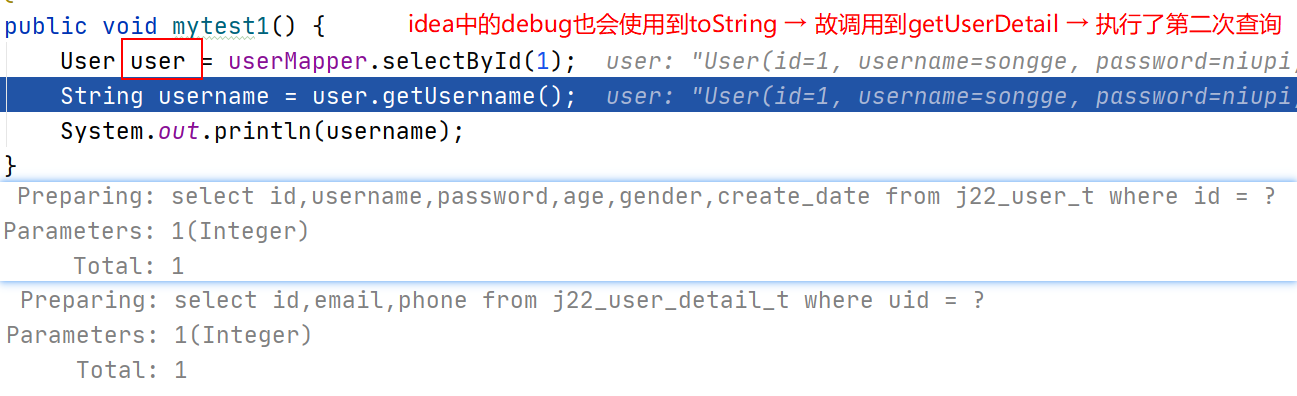 public void mytest1() { idea中的debug也会使用到toString → 故调用到getUserDetail → 执行了第二次查询
User user = userMapper.selectById(1); user: "User(id=1, username=songge, password=niupi,
String username = user.getUsername(); user: "User(id=1, username=songge, password=niupi,
System.out.println(username);
}
Preparing: select id,username,password,age,gender,create_date from j22_user_t where id = ?
Parameters: 1(Integer)
Total: 1
Preparing: select id,email,phone from j22_user_detail_t where uid = ?
Parameters: 1(Integer)
Total: 1